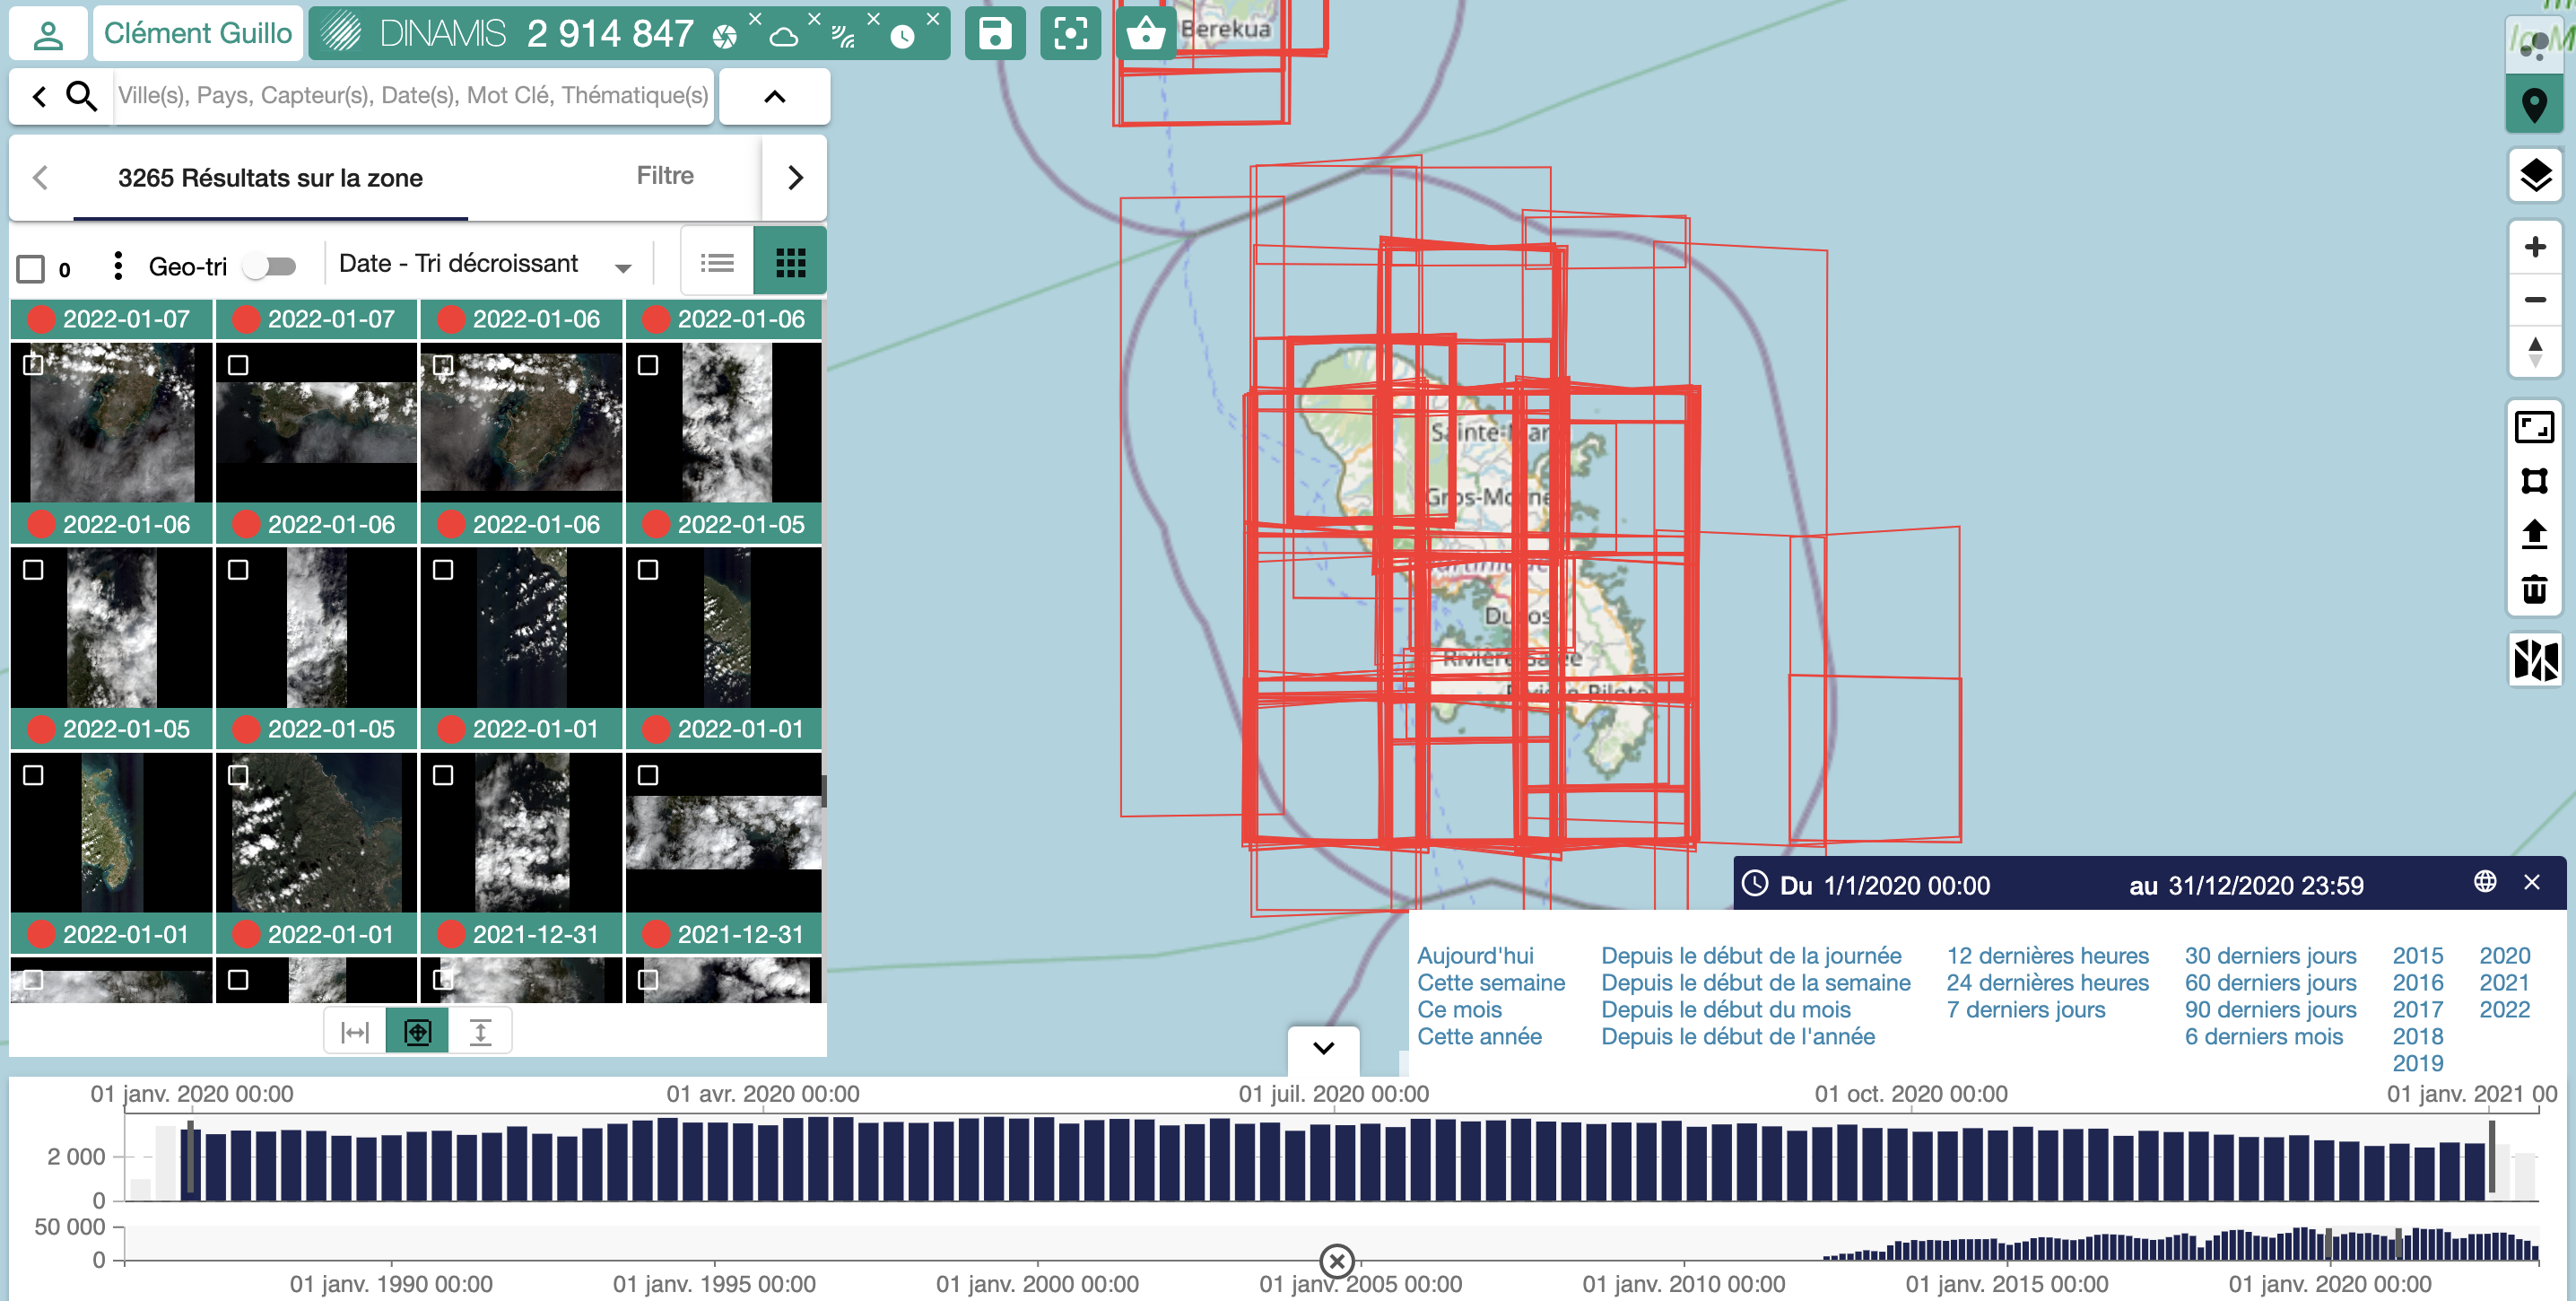 Clément Guillo
DINAMIS
2 914 847
Ville(s), Pays, Capteur(s), Date(s), Mot Clé, Thématique(s)
3265 Résultats sur la zone
Filtre
0
Geo-tri
Date - Tri décroissant
2022-01-07
2022-01-07
2022-01-06
2022-01-06
2022-01-06
2022-01-06
2022-01-06
2022-01-05
2022-01-05
2022-01-05
2022-01-01
2022-01-01
2022-01-01
2022-01-01
2021-12-31
2021-12-31
Berekua
Gros-Morne
Rivière-Salée
Rivière-Pilote
Du 1/1/2020 00:00
au 31/12/2020 23:59
Aujourd'hui
Cette semaine
Ce mois
Cette année
Depuis le début de la journée
Depuis le début de la semaine
Depuis le début du mois
Depuis le début de l'année
12 dernières heures
24 dernières heures
7 derniers jours
30 derniers jours
60 derniers jours
90 derniers jours
6 derniers mois
2015
2016
2017
2018
2019
2020
2021
2022
01 janv. 2020 00:00
01 avr. 2020 00:00
01 juil. 2020 00:00
01 oct. 2020 00:00
01 janv. 2021 00
2 000
0
50 000
0
01 janv. 1990 00:00
01 janv. 1995 00:00
01 janv. 2000 00:00
01 janv. 2005 00:00
01 janv. 2010 00:00
01 janv. 2015 00:00
01 janv. 2020 00:00